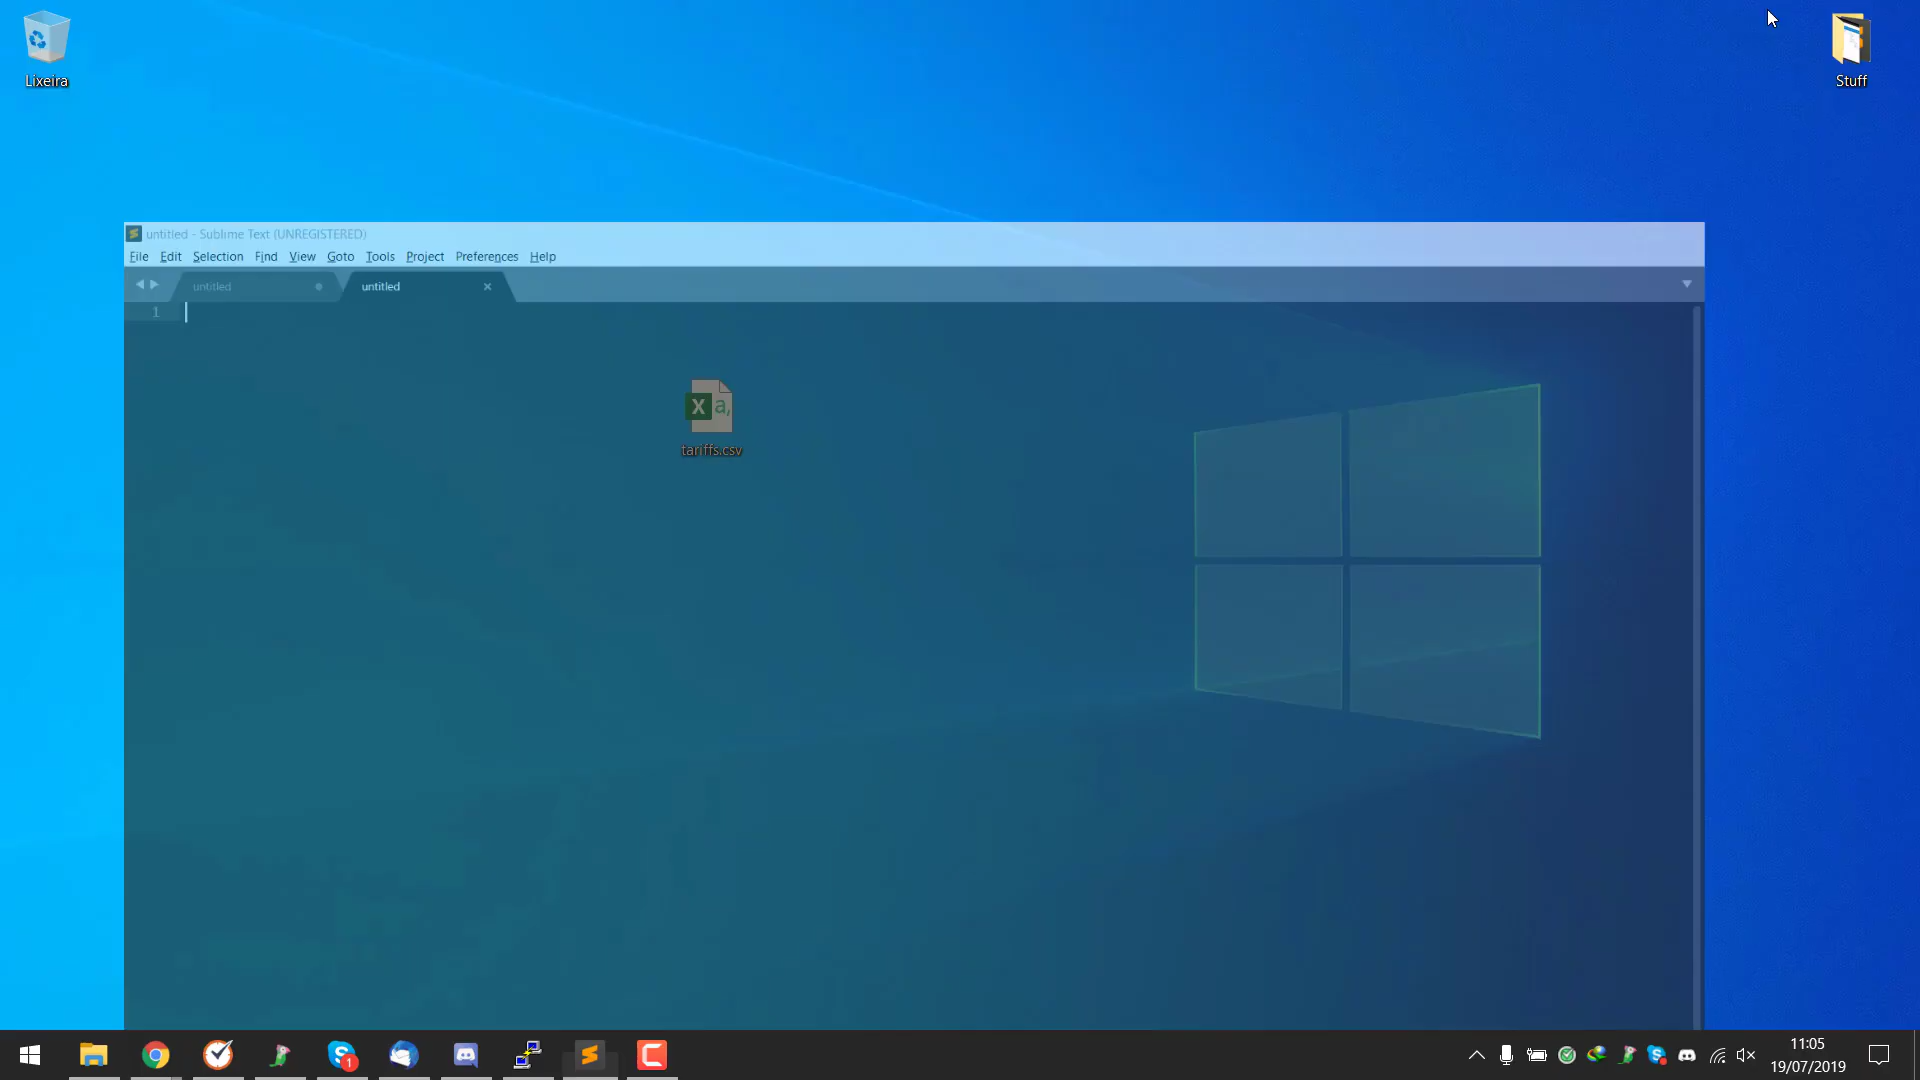 Lixeira
Stuff
untitled - Sublime Text (UNREGISTERED)
File Edit Selection Find View Goto Tools Project Preferences Help
untitled
untitled
1
X a,
tariffs.csv
1
11:05
19/07/2019